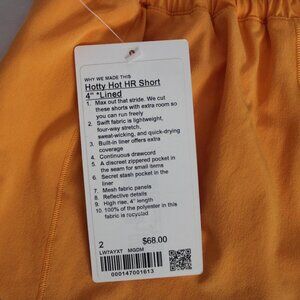 WHY WE MADE THIS
Hotty Hot HR Short
4" *Lined
1. Max out that stride. We cut
these shorts with extra room so
you can run freely
2. Swift fabric is lightweight,
four-way stretch,
sweat-wicking, and quick-drying
3. Built-in liner offers extra
coverage
4. Continuous drawcord
5. A discreet zippered pocket in
the seam for small items
6. Secret stash pocket in the
liner
7. Mesh fabric panels
8. Reflective details
9. High rise, 4" length
10. 100% of the polyester in this
fabric is recycled
2 $68.00
LW7AYXT MGDM
000147001613